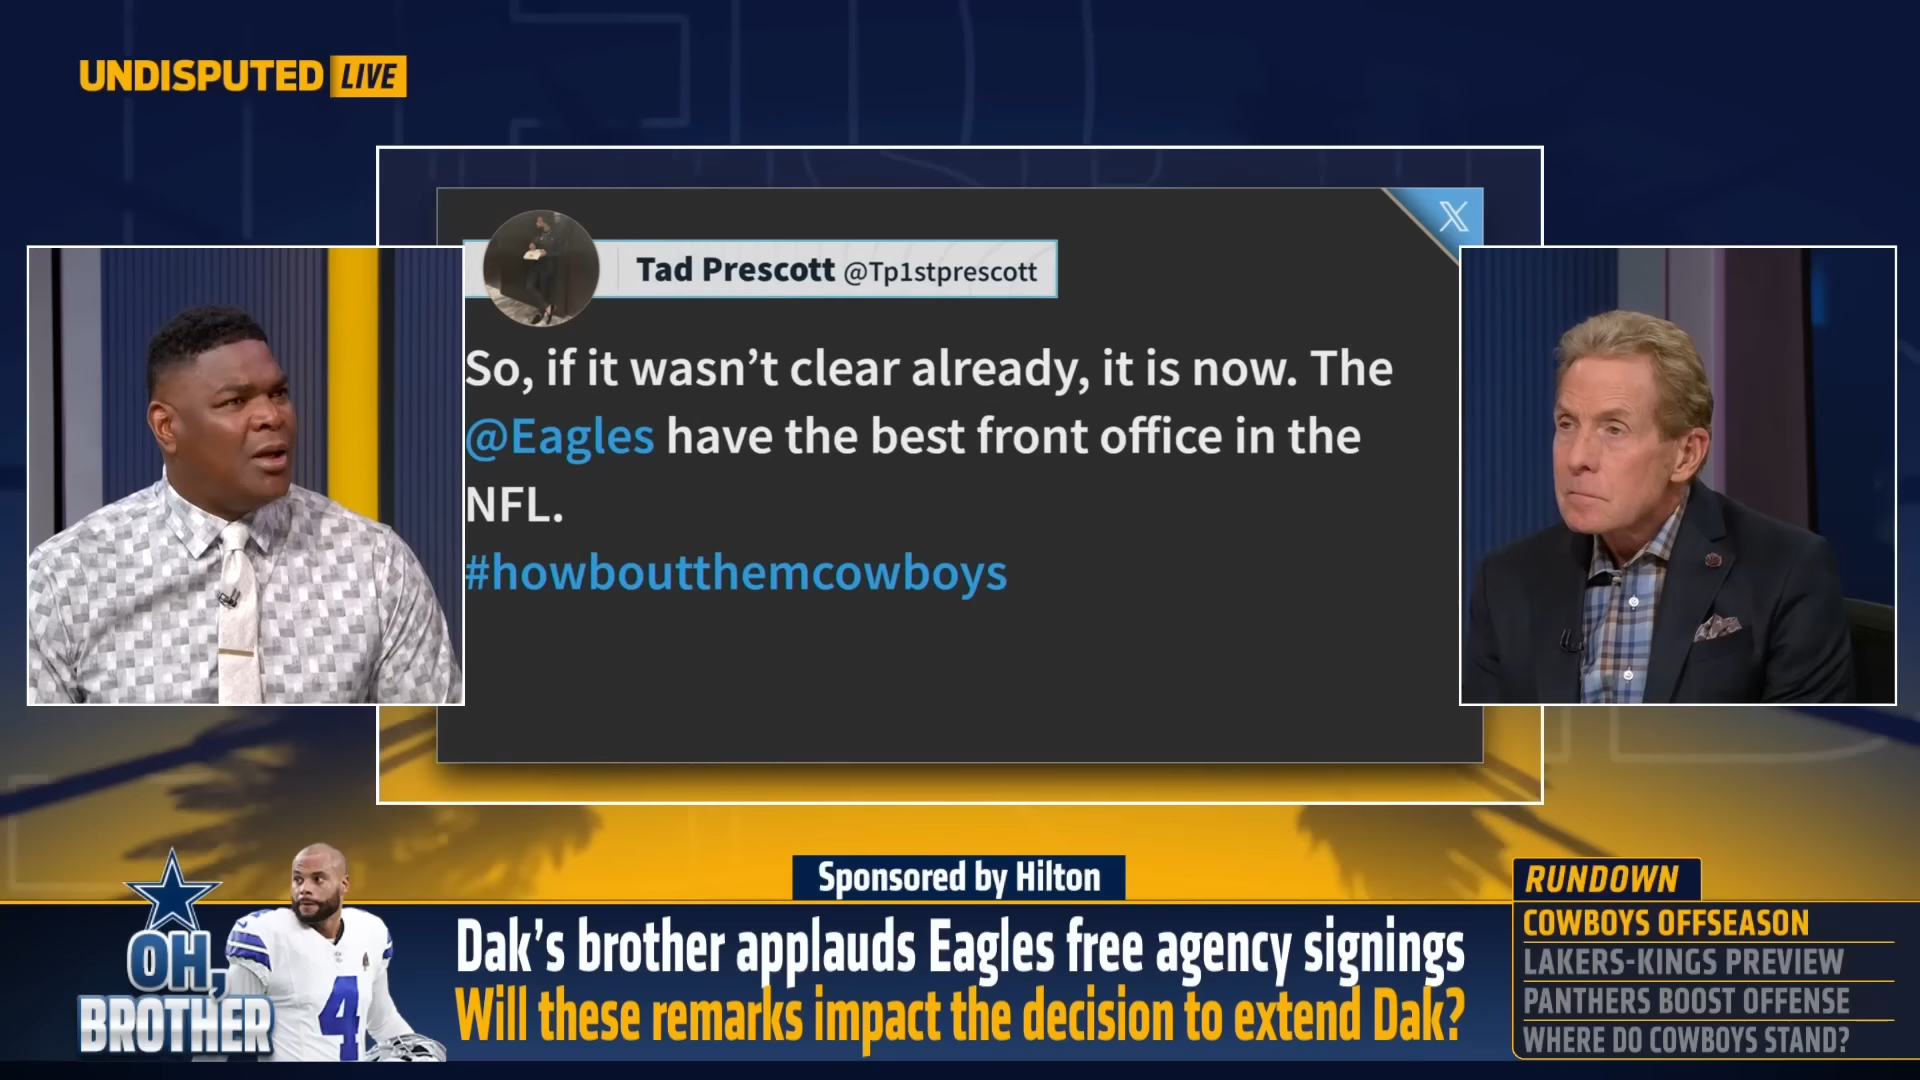 UNDISPUTED LIVE
Tad Prescott @Tp1stprescott
So, if it wasn’t clear already, it is now. The
@Eagles have the best front office in the
NFL.
#howboutthemcowboys
Sponsored by Hilton
OH,
BROTHER
4
Dak’s brother applauds Eagles free agency signings
Will these remarks impact the decision to extend Dak?
RUNDOWN
COWBOYS OFFSEASON
LAKERS-KINGS PREVIEW
PANTHERS BOOST OFFENSE
WHERE DO COWBOYS STAND?